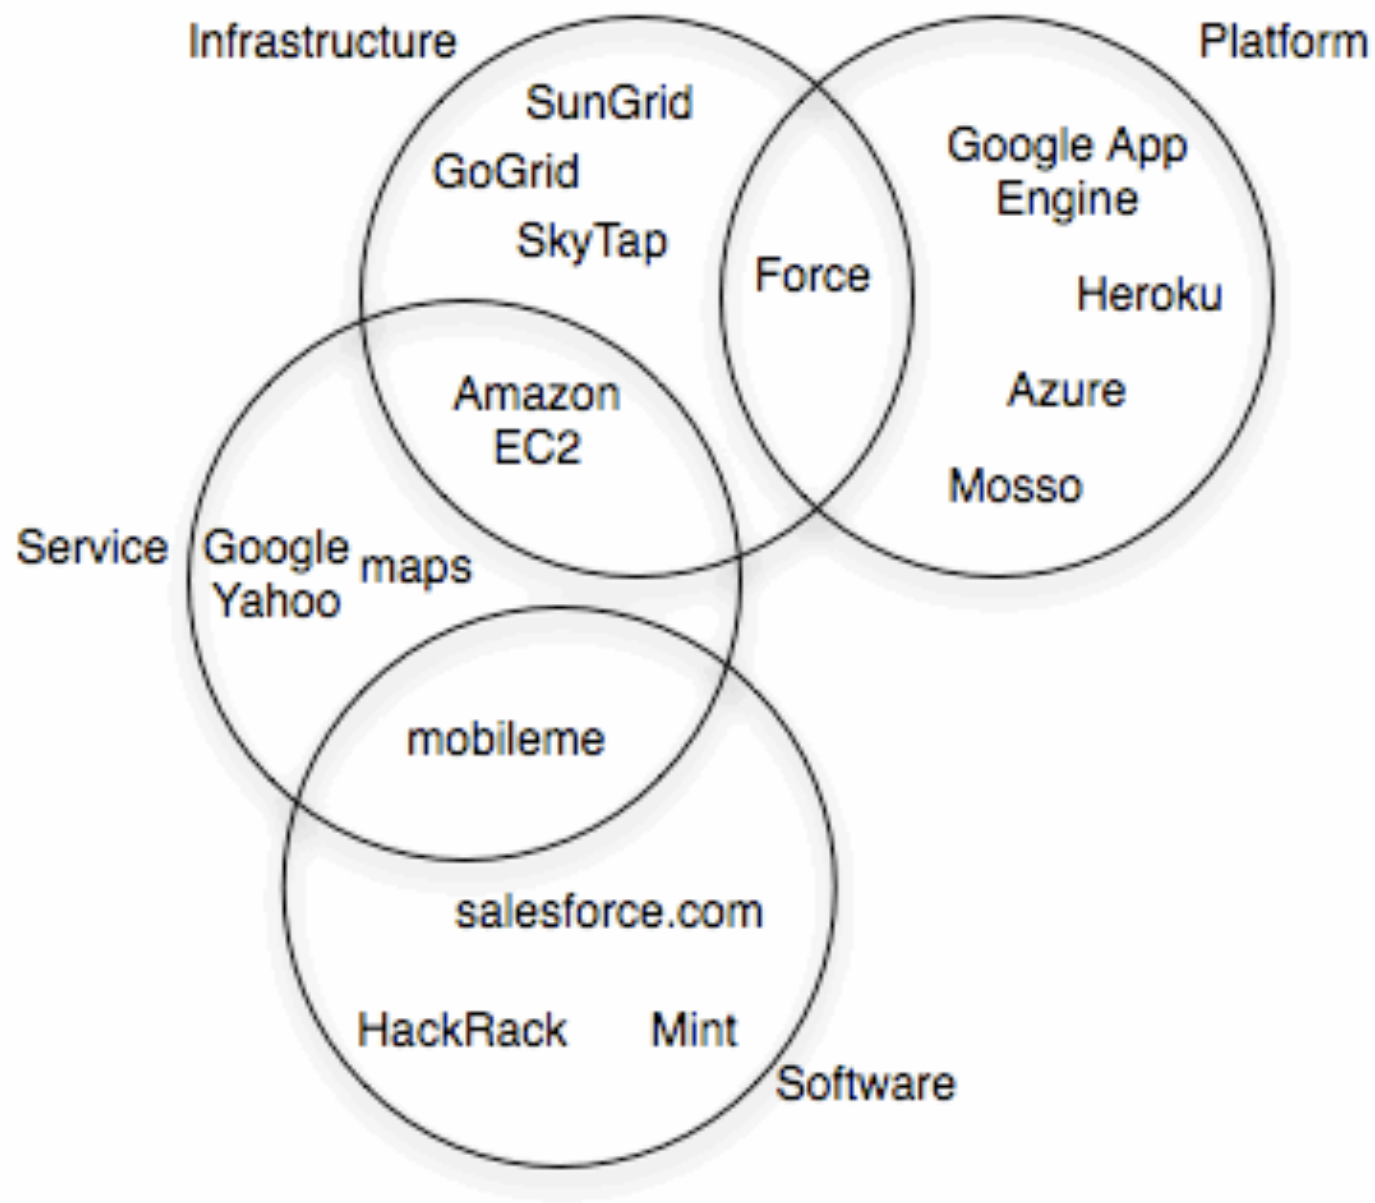 Infrastructure
Platform
SunGrid
GoGrid
SkyTap
Google App
Engine
Force
Heroku
Azure
Mosso
Amazon
EC2
Service
Google
Yahoo
maps
mobileme
salesforce.com
HackRack
Mint
Software